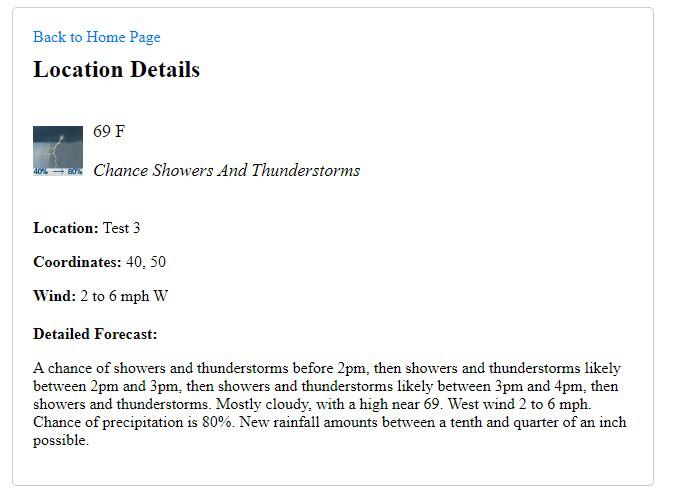 Back to Home Page
Location Details
69 F
40% → 80%
Chance Showers And Thunderstorms
Location: Test 3
Coordinates: 40, 50
Wind: 2 to 6 mph W
Detailed Forecast:
A chance of showers and thunderstorms before 2pm, then showers and thunderstorms likely
between 2pm and 3pm, then showers and thunderstorms likely between 3pm and 4pm, then
showers and thunderstorms. Mostly cloudy, with a high near 69. West wind 2 to 6 mph.
Chance of precipitation is 80%. New rainfall amounts between a tenth and quarter of an inch
possible.